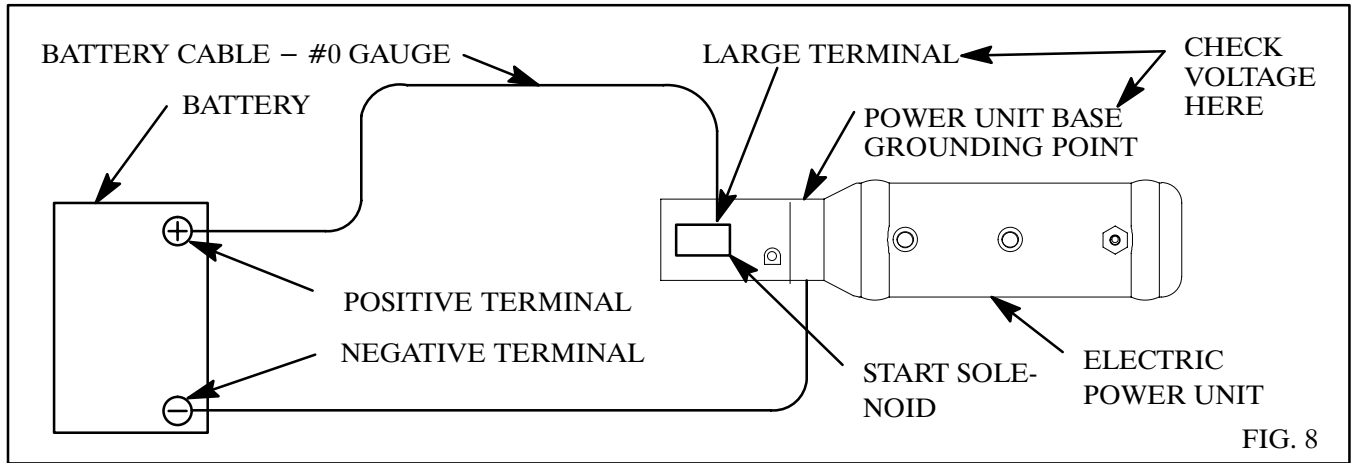 BATTERY CABLE – #0 GAUGE
BATTERY
LARGE TERMINAL
CHECK
VOLTAGE
HERE
POWER UNIT BASE
GROUNDING POINT
+
POSITIVE TERMINAL
NEGATIVE TERMINAL
–
START SOLE-
NOID
ELECTRIC
POWER UNIT
FIG. 8